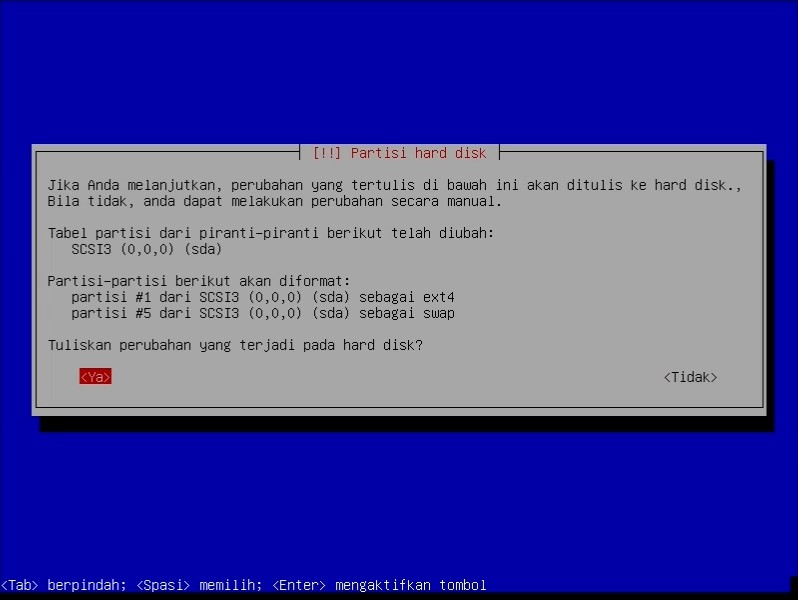 [!!] Partisi hard disk
Jika Anda melanjutkan, perubahan yang tertulis di bawah ini akan ditulis ke hard disk.,
Bila tidak, anda dapat melakukan perubahan secara manual.
Tabel partisi dari piranti-piranti berikut telah diubah:
SCSI3 (0,0,0) (sda)
Partisi-partisi berikut akan diformat:
partisi #1 dari SCSI3 (0,0,0) (sda) sebagai ext4
partisi #5 dari SCSI3 (0,0,0) (sda) sebagai swap
Tuliskan perubahan yang terjadi pada hard disk?
<Ya> <Tidak>
<Tab> berpindah; <Spasi> memilih; <Enter> mengaktifkan tombol